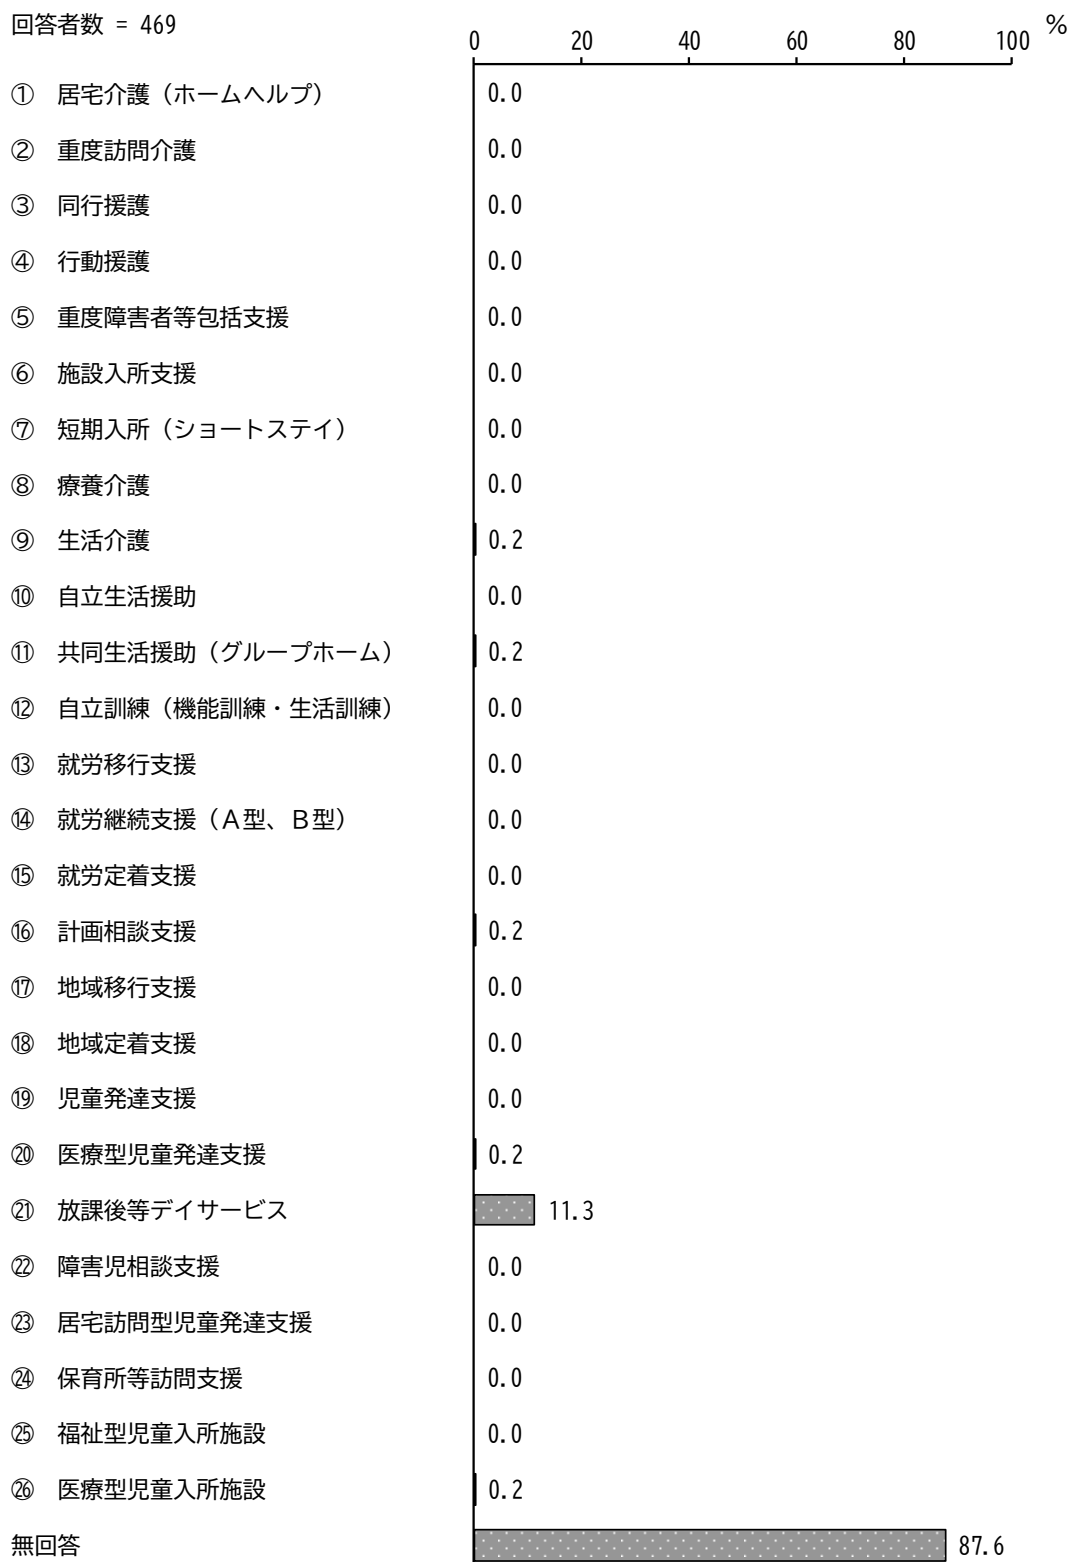 回答者数 = 469
0 20 40 60 80 100 %
① 居宅介護（ホームヘルプ） 0.0
② 重度訪問介護 0.0
③ 同行援護 0.0
④ 行動援護 0.0
⑤ 重度障害者等包括支援 0.0
⑥ 施設入所支援 0.0
⑦ 短期入所（ショートステイ） 0.0
⑧ 療養介護 0.0
⑨ 生活介護 0.2
⑩ 自立生活援助 0.0
⑪ 共同生活援助（グループホーム） 0.2
⑫ 自立訓練（機能訓練・生活訓練） 0.0
⑬ 就労移行支援 0.0
⑭ 就労継続支援（Ａ型、Ｂ型） 0.0
⑮ 就労定着支援 0.0
⑯ 計画相談支援 0.2
⑰ 地域移行支援 0.0
⑱ 地域定着支援 0.0
⑲ 児童発達支援 0.0
⑳ 医療型児童発達支援 0.2
㉑ 放課後等デイサービス 11.3
㉒ 障害児相談支援 0.0
㉓ 居宅訪問型児童発達支援 0.0
㉔ 保育所等訪問支援 0.0
㉕ 福祉型児童入所施設 0.0
㉖ 医療型児童入所施設 0.2
無回答 87.6